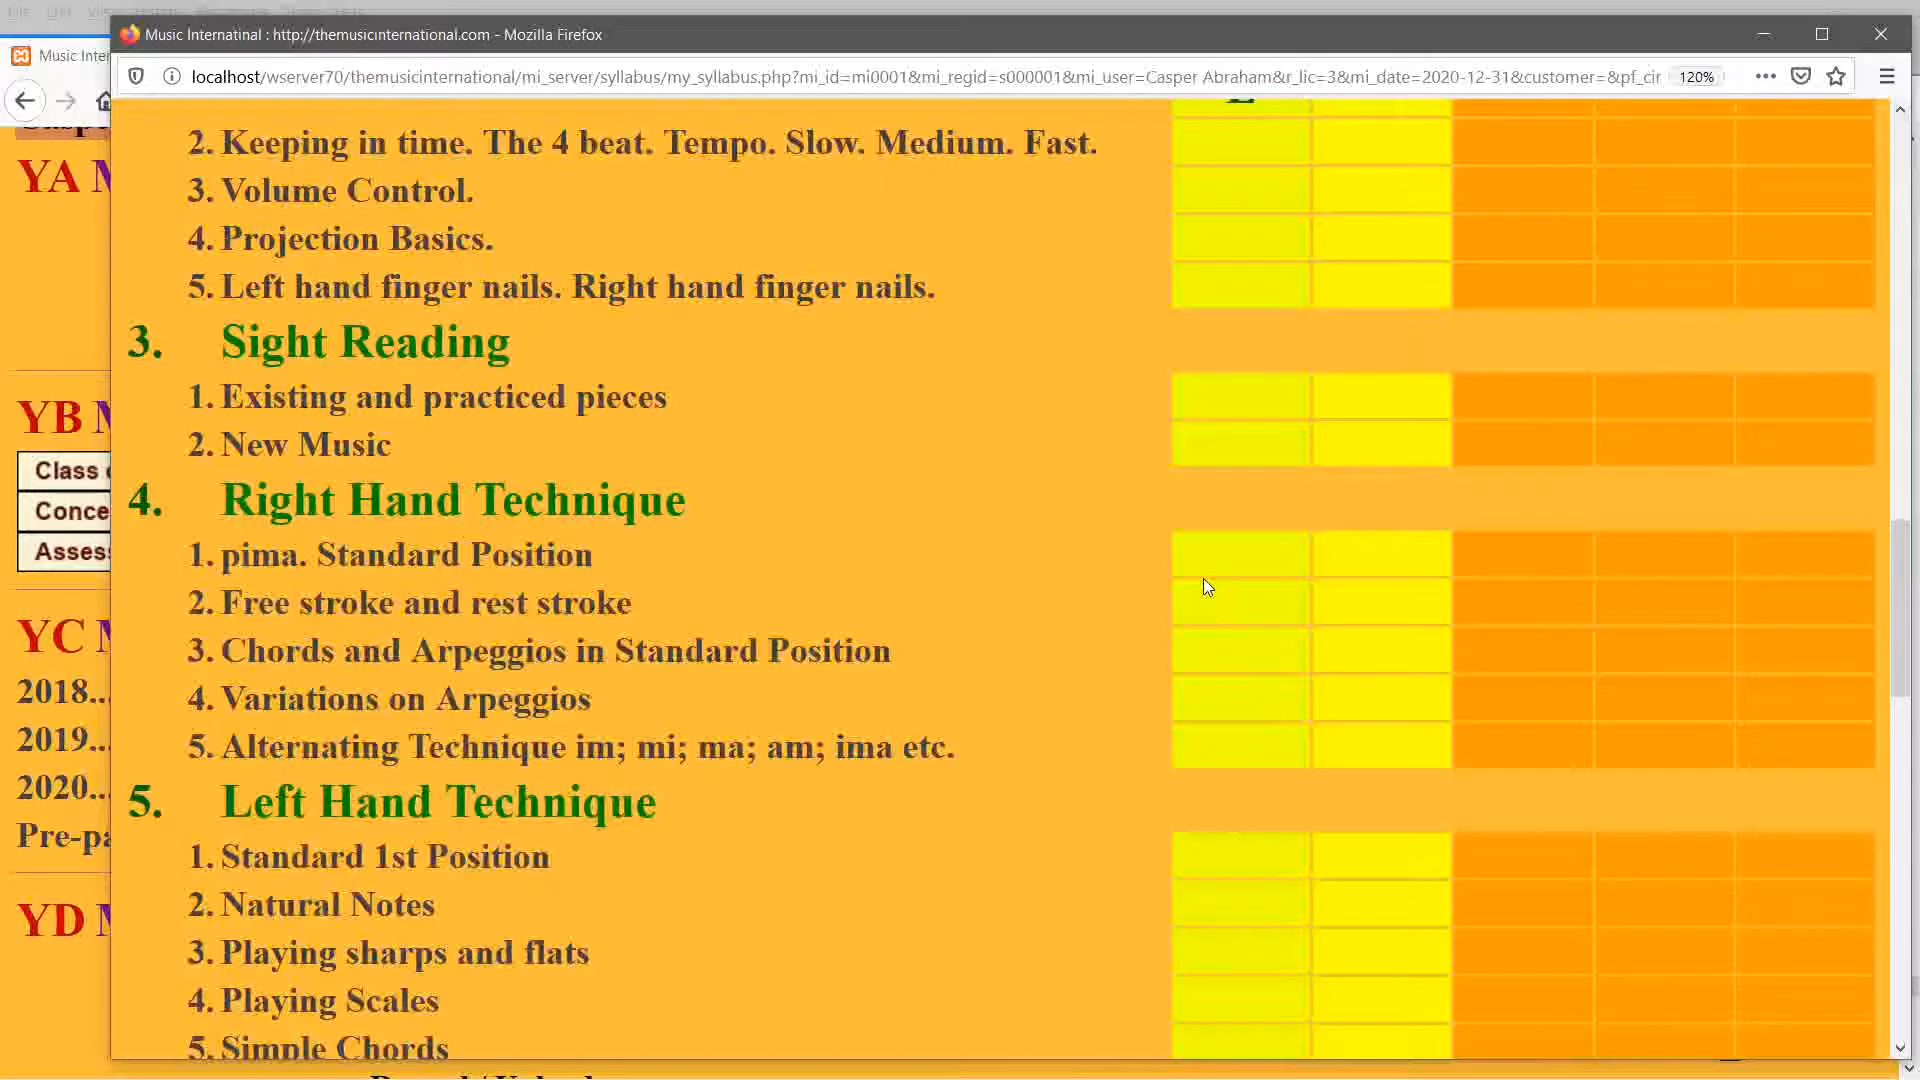 Music Internatinal : http://themusicinternational.com - Mozilla Firefox
Music Inter
localhost/wserver70/themusicinternational/mi_server/syllabus/my_syllabus.php?mi_id=mi0001&mi_regid=s000001&mi_user=Casper Abraham&r_lic=3&mi_date=2020-12-31&customer=&pf_cir
120%
2. Keeping in time. The 4 beat. Tempo. Slow. Medium. Fast.
3. Volume Control.
4. Projection Basics.
5. Left hand finger nails. Right hand finger nails.
3. Sight Reading
1. Existing and practiced pieces
2. New Music
4. Right Hand Technique
1. pima. Standard Position
2. Free stroke and rest stroke
3. Chords and Arpeggios in Standard Position
4. Variations on Arpeggios
5. Alternating Technique im; mi; ma; am; ima etc.
5. Left Hand Technique
1. Standard 1st Position
2. Natural Notes
3. Playing sharps and flats
4. Playing Scales
5. Simple Chords
YA M
YB M
Class
Conce
Assess
YC M
2018...
2019...
2020...
Pre-pa
YD M